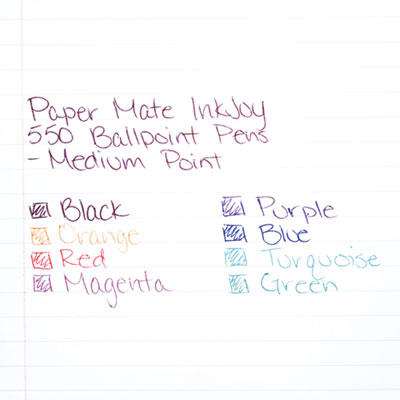 Paper Mate InkJoy
550 Ballpoint Pens
- Medium Point
Black
Orange
Red
Magenta
Purple
Blue
Turquoise
Green